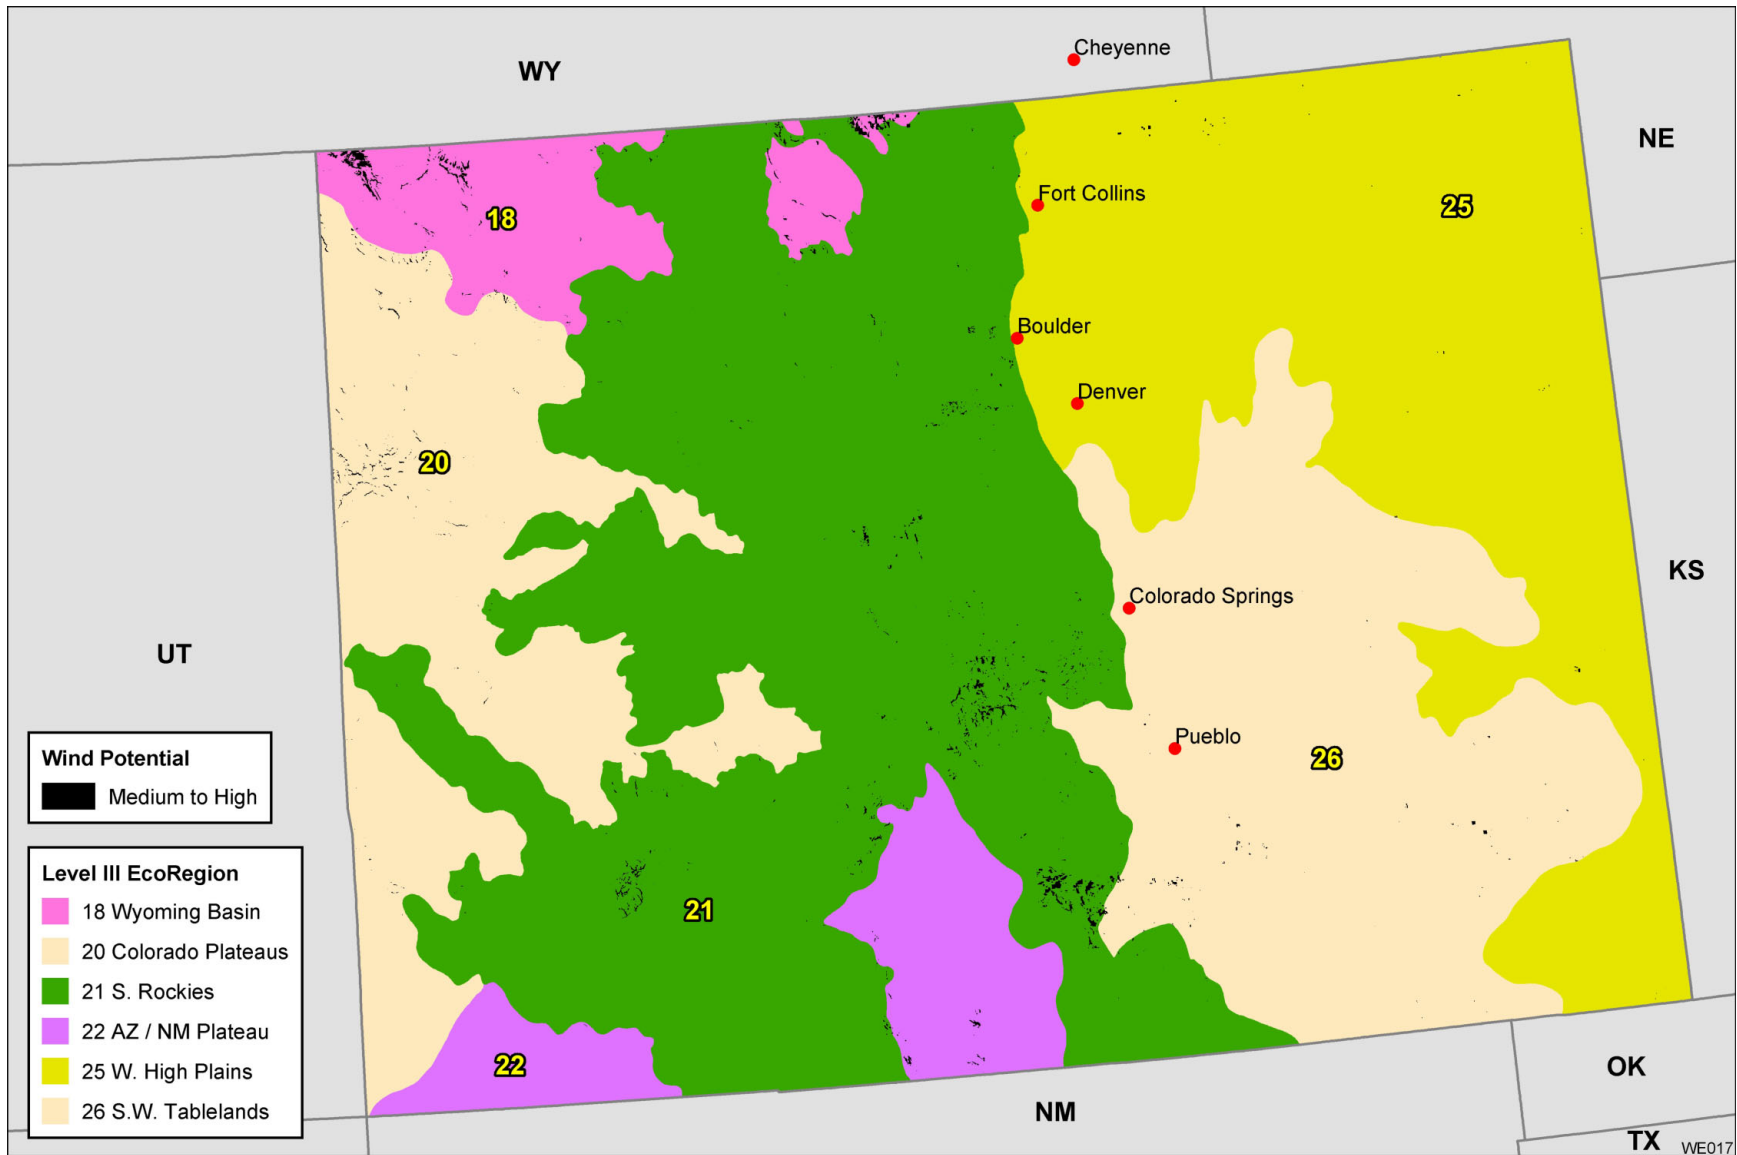 Cheyenne
WY
NE
Fort Collins
18
25
Boulder
Denver
20
KS
Colorado Springs
UT
Pueblo
26
Wind Potential
Medium to High
Level III EcoRegion
18 Wyoming Basin
20 Colorado Plateaus
21 S. Rockies
22 AZ / NM Plateau
25 W. High Plains
26 S.W. Tablelands
21
22
OK
NM
TX
WE017